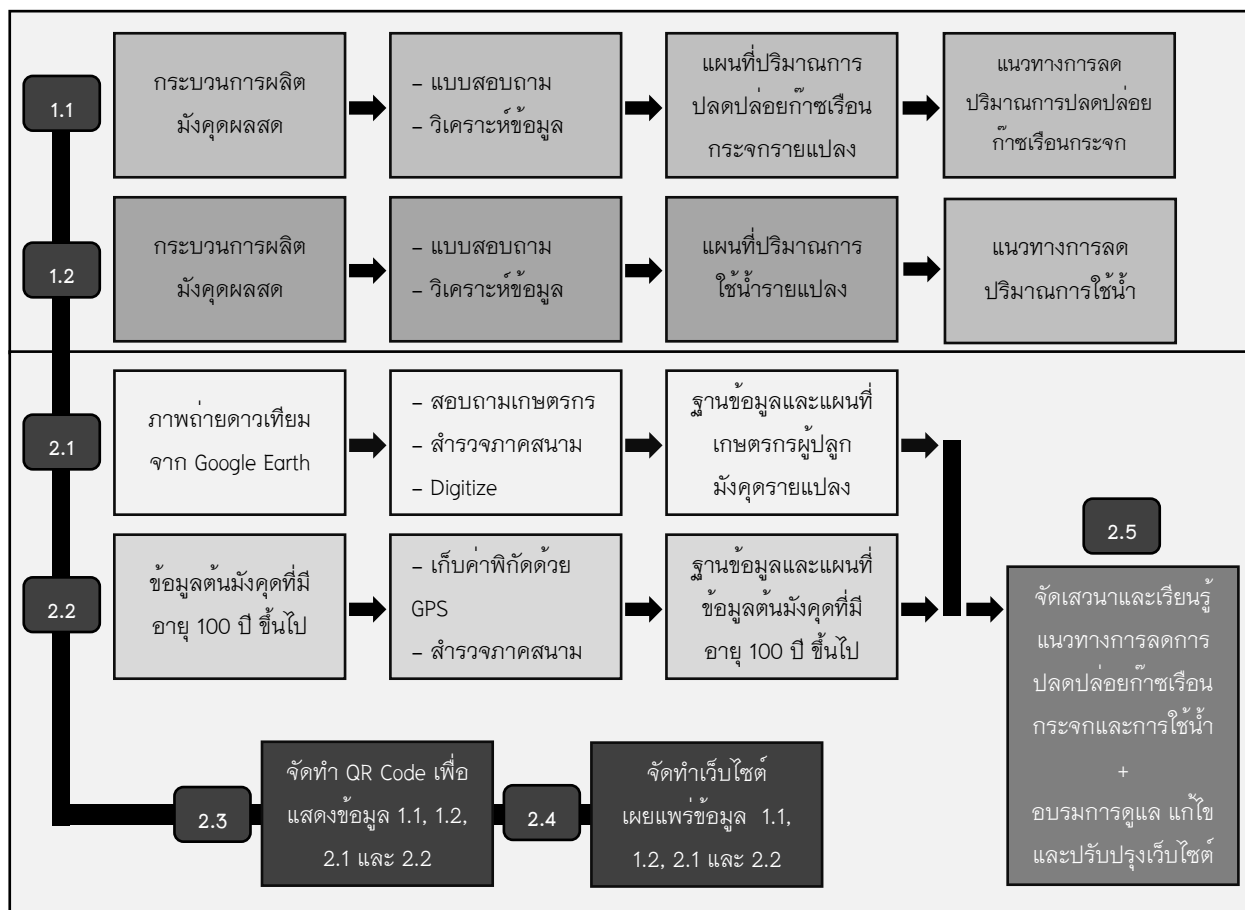 1.1
กระบวนการผลิต
มังคุดผลสด
– แบบสอบถาม
– วิเคราะห์ข้อมูล
แผนที่ปริมาณการ
ปลดปล่อยก๊าซเรือน
กระจกรายแปลง
แนวทางการลด
ปริมาณการปลดปล่อย
ก๊าซเรือนกระจก
1.2
กระบวนการผลิต
มังคุดผลสด
– แบบสอบถาม
– วิเคราะห์ข้อมูล
แผนที่ปริมาณการ
ใช้น้ำรายแปลง
แนวทางการลด
ปริมาณการใช้น้ำ
2.1
ภาพถ่ายดาวเทียม
จาก Google Earth
– สอบถามเกษตรกร
– สำรวจภาคสนาม
– Digitize
ฐานข้อมูลและแผนที่
เกษตรกรผู้ปลูก
มังคุดรายแปลง
2.2
ข้อมูลต้นมังคุดที่มี
อายุ 100 ปี ขึ้นไป
– เก็บค่าพิกัดด้วย
GPS
– สำรวจภาคสนาม
ฐานข้อมูลและแผนที่
ข้อมูลต้นมังคุดที่มี
อายุ 100 ปี ขึ้นไป
2.3
จัดทำ QR Code เพื่อ
แสดงข้อมูล 1.1, 1.2,
2.1 และ 2.2
2.4
จัดทำเว็บไซต์
เผยแพร่ข้อมูล 1.1,
1.2, 2.1 และ 2.2
2.5
จัดเสวนาและเรียนรู้
แนวทางการลดการ
ปลดปล่อยก๊าซเรือน
กระจกและการใช้น้ำ
+
อบรมการดูแล แก้ไข
และปรับปรุงเว็บไซต์